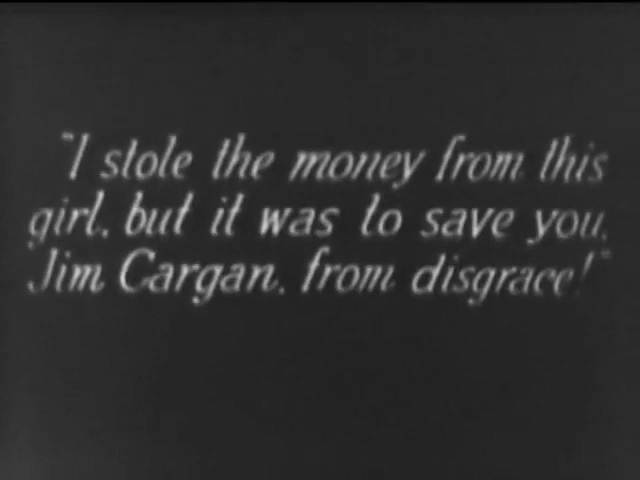 "I stole the money from this
girl, but it was to save you,
Jim Cargan, from disgrace!"